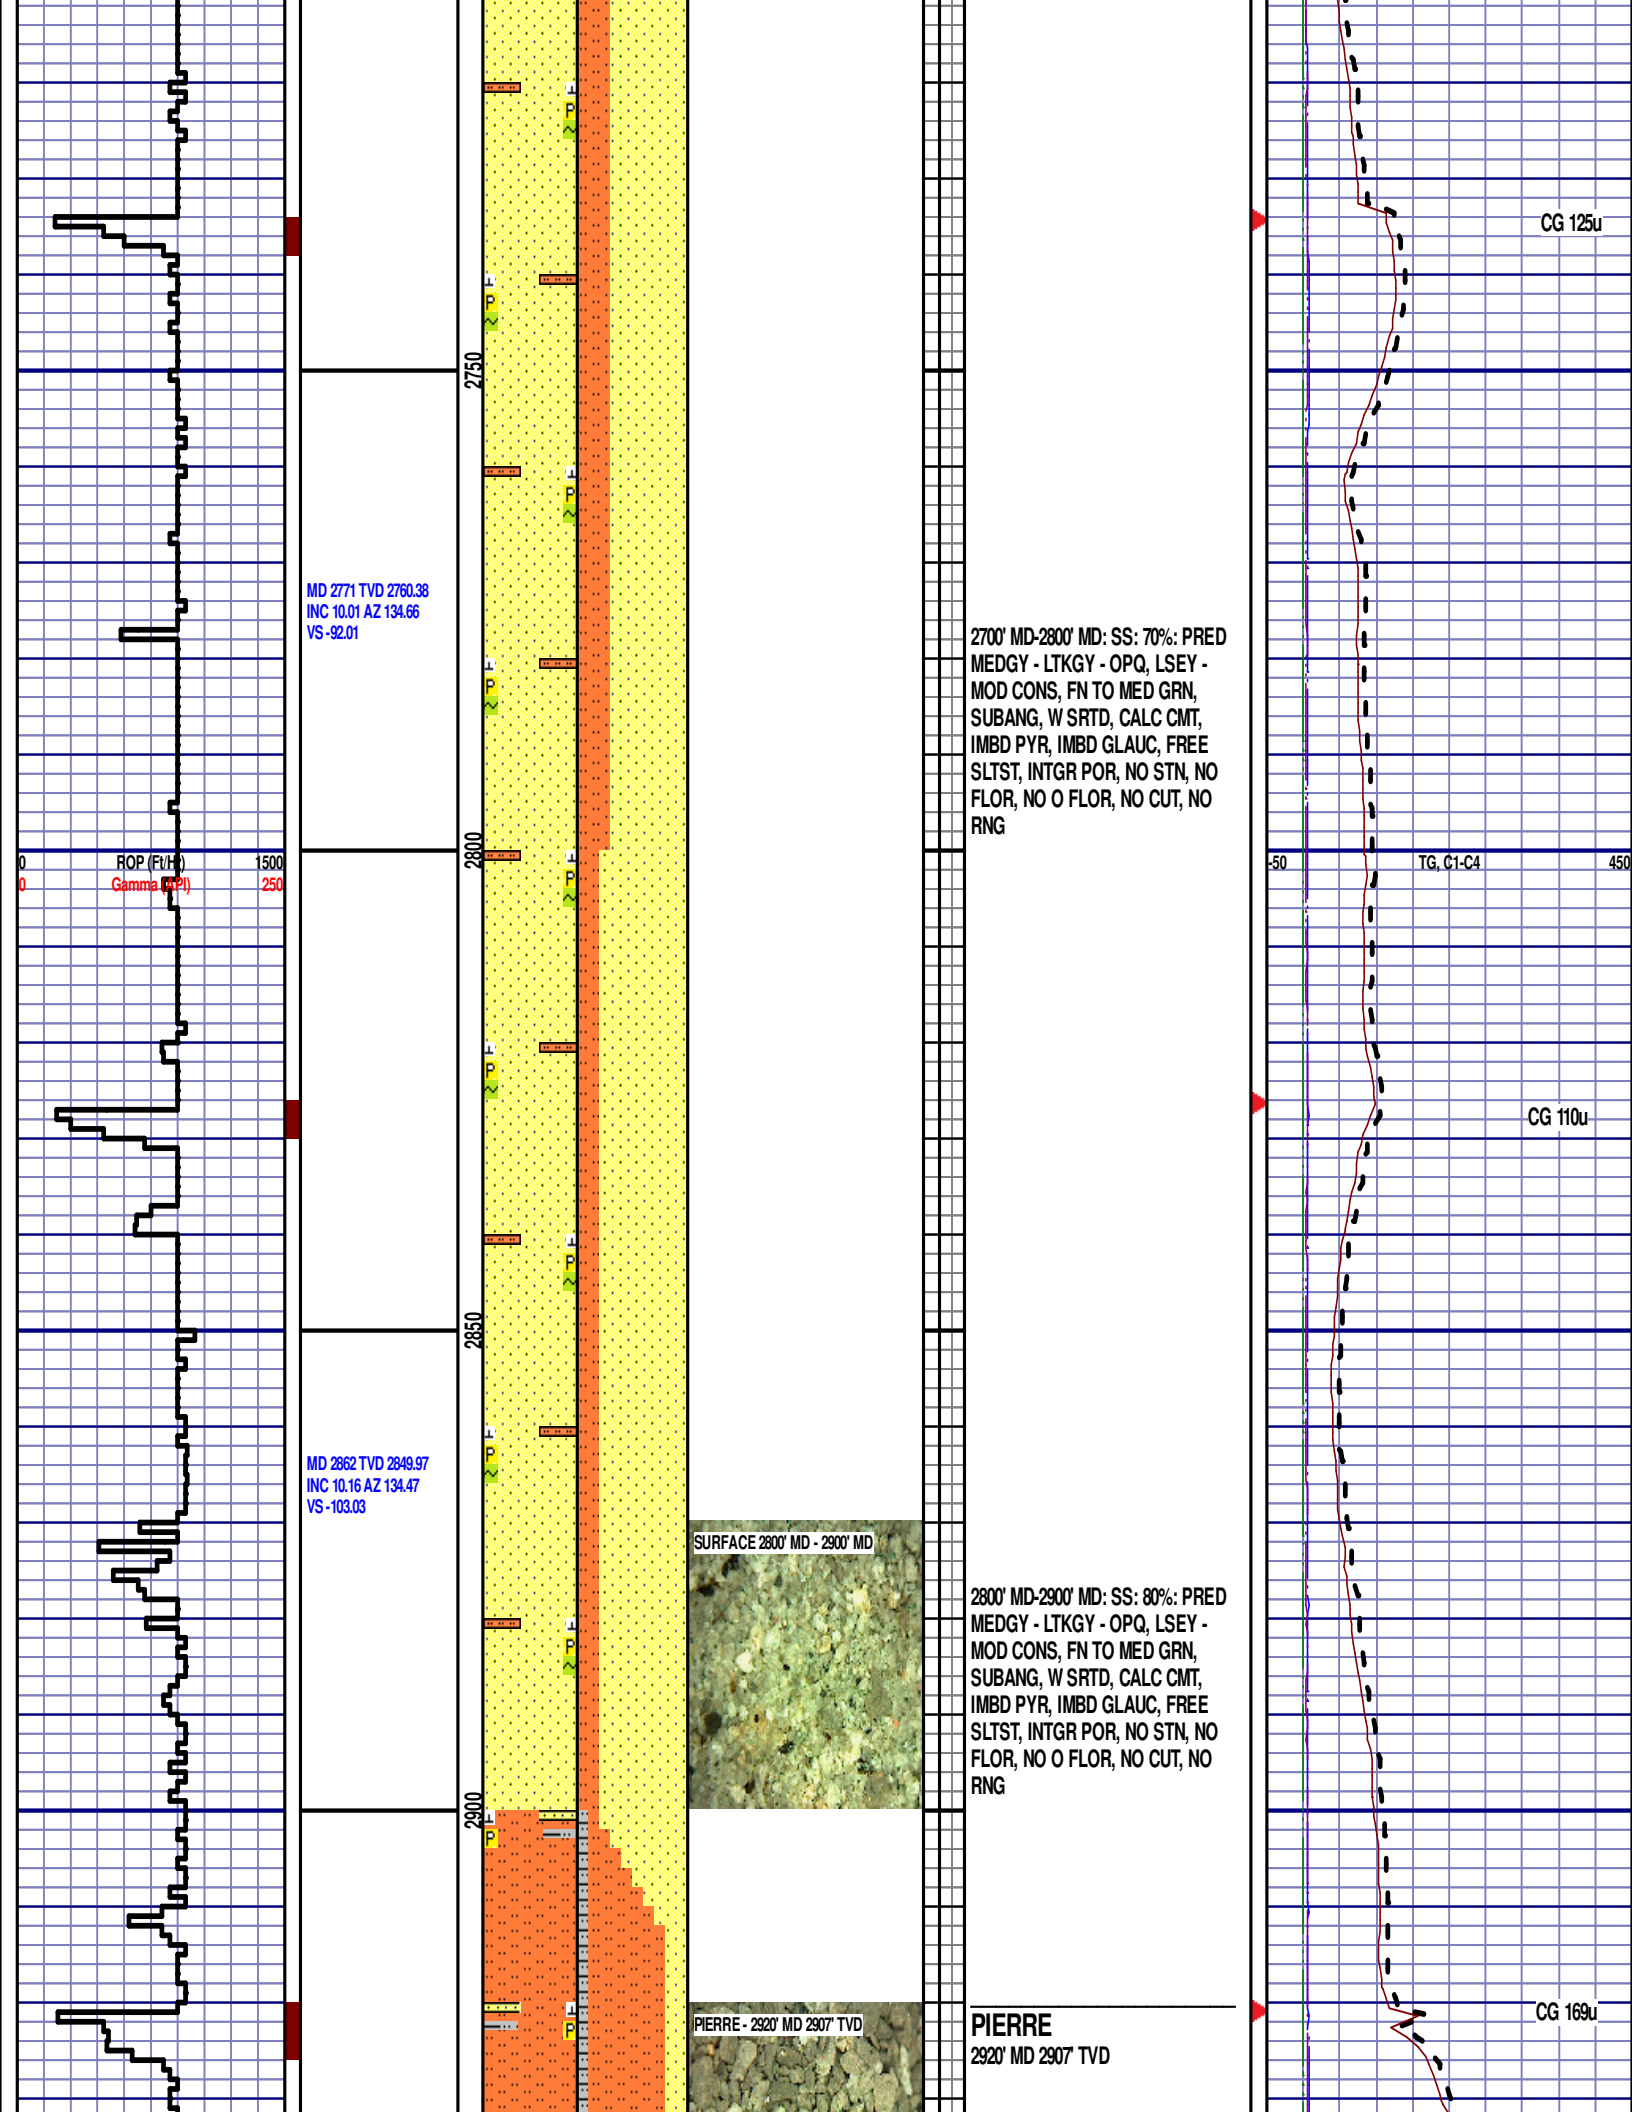 CG 125u
2750
MD 2771 TVD 2760.38
INC 10.01 AZ 134.66
VS -92.01
2700' MD-2800' MD: SS: 70%: PRED
MEDGY - LTKGY - OPQ, LSEY -
MOD CONS, FN TO MED GRN,
SUBANG, W SRTD, CALC CMT,
IMBD PYR, IMBD GLAUC, FREE
SLTST, INTGR POR, NO STN, NO
FLOR, NO O FLOR, NO CUT, NO
RNG
2800
0 ROP (Ft/Hr) 1500
0 Gamma (API) 250
-50 TG, C1-C4 450
CG 110u
2850
MD 2862 TVD 2849.97
INC 10.16 AZ 134.47
VS -103.03
SURFACE 2800' MD - 2900' MD
2800' MD-2900' MD: SS: 80%: PRED
MEDGY - LTKGY - OPQ, LSEY -
MOD CONS, FN TO MED GRN,
SUBANG, W SRTD, CALC CMT,
IMBD PYR, IMBD GLAUC, FREE
SLTST, INTGR POR, NO STN, NO
FLOR, NO O FLOR, NO CUT, NO
RNG
2900
CG 169u
PIERRE - 2920' MD 2907' TVD
PIERRE
2920' MD 2907' TVD
P
P
P
P
P
P
P
P
P
P
P